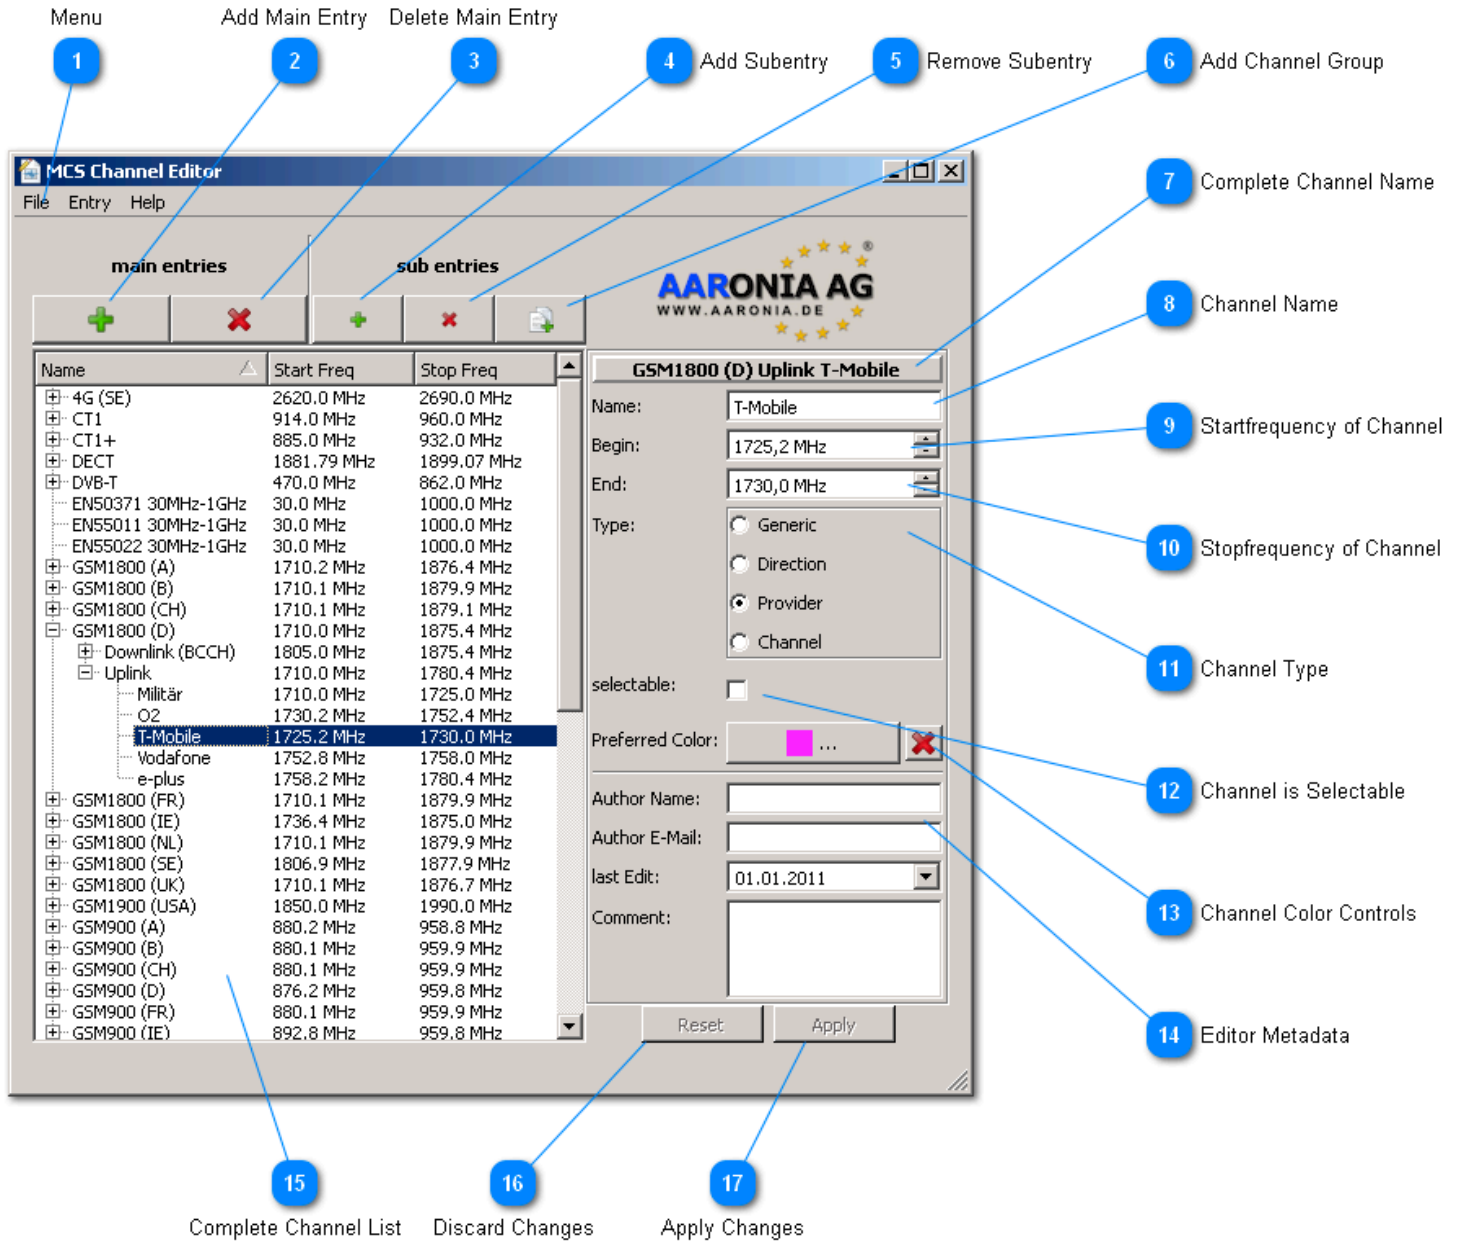 Menu
Add Main Entry
Delete Main Entry
1
2
3
4 Add Subentry
5 Remove Subentry
6 Add Channel Group
MCS Channel Editor
File Entry Help
7 Complete Channel Name
main entries
sub entries
®
AARONIA AG
WWW.AARONIA.DE
8 Channel Name
Name Start Freq Stop Freq
4G (SE) 2620.0 MHz 2690.0 MHz
CT1 914.0 MHz 960.0 MHz
CT1+ 885.0 MHz 932.0 MHz
DECT 1881.79 MHz 1899.07 MHz
DVB-T 470.0 MHz 862.0 MHz
EN50371 30MHz-1GHz 30.0 MHz 1000.0 MHz
EN55011 30MHz-1GHz 30.0 MHz 1000.0 MHz
EN55022 30MHz-1GHz 30.0 MHz 1000.0 MHz
GSM1800 (A) 1710.2 MHz 1876.4 MHz
GSM1800 (B) 1710.1 MHz 1879.9 MHz
GSM1800 (CH) 1710.1 MHz 1879.1 MHz
GSM1800 (D) 1710.0 MHz 1875.4 MHz
Downlink (BCCH) 1805.0 MHz 1875.4 MHz
Uplink 1710.0 MHz 1780.4 MHz
Militär 1710.0 MHz 1725.0 MHz
O2 1730.2 MHz 1752.4 MHz
T-Mobile 1725.2 MHz 1730.0 MHz
Vodafone 1752.8 MHz 1758.0 MHz
e-plus 1758.2 MHz 1780.4 MHz
GSM1800 (FR) 1710.1 MHz 1879.9 MHz
GSM1800 (IE) 1736.4 MHz 1875.0 MHz
GSM1800 (NL) 1710.1 MHz 1879.9 MHz
GSM1800 (SE) 1806.9 MHz 1877.9 MHz
GSM1800 (UK) 1710.1 MHz 1876.7 MHz
GSM1900 (USA) 1850.0 MHz 1990.0 MHz
GSM900 (A) 880.2 MHz 958.8 MHz
GSM900 (B) 880.1 MHz 959.9 MHz
GSM900 (CH) 880.1 MHz 959.9 MHz
GSM900 (D) 876.2 MHz 959.8 MHz
GSM900 (FR) 880.1 MHz 959.9 MHz
GSM900 (IE) 892.8 MHz 959.8 MHz
GSM1800 (D) Uplink T-Mobile
Name: T-Mobile
Begin: 1725,2 MHz
End: 1730,0 MHz
Type: Generic
Direction
Provider
Channel
selectable:
Preferred Color: ...
Author Name:
Author E-Mail:
last Edit: 01.01.2011
Comment:
Reset Apply
9 Startfrequency of Channel
10 Stopfrequency of Channel
11 Channel Type
12 Channel is Selectable
13 Channel Color Controls
14 Editor Metadata
15
16
17
Complete Channel List
Discard Changes
Apply Changes